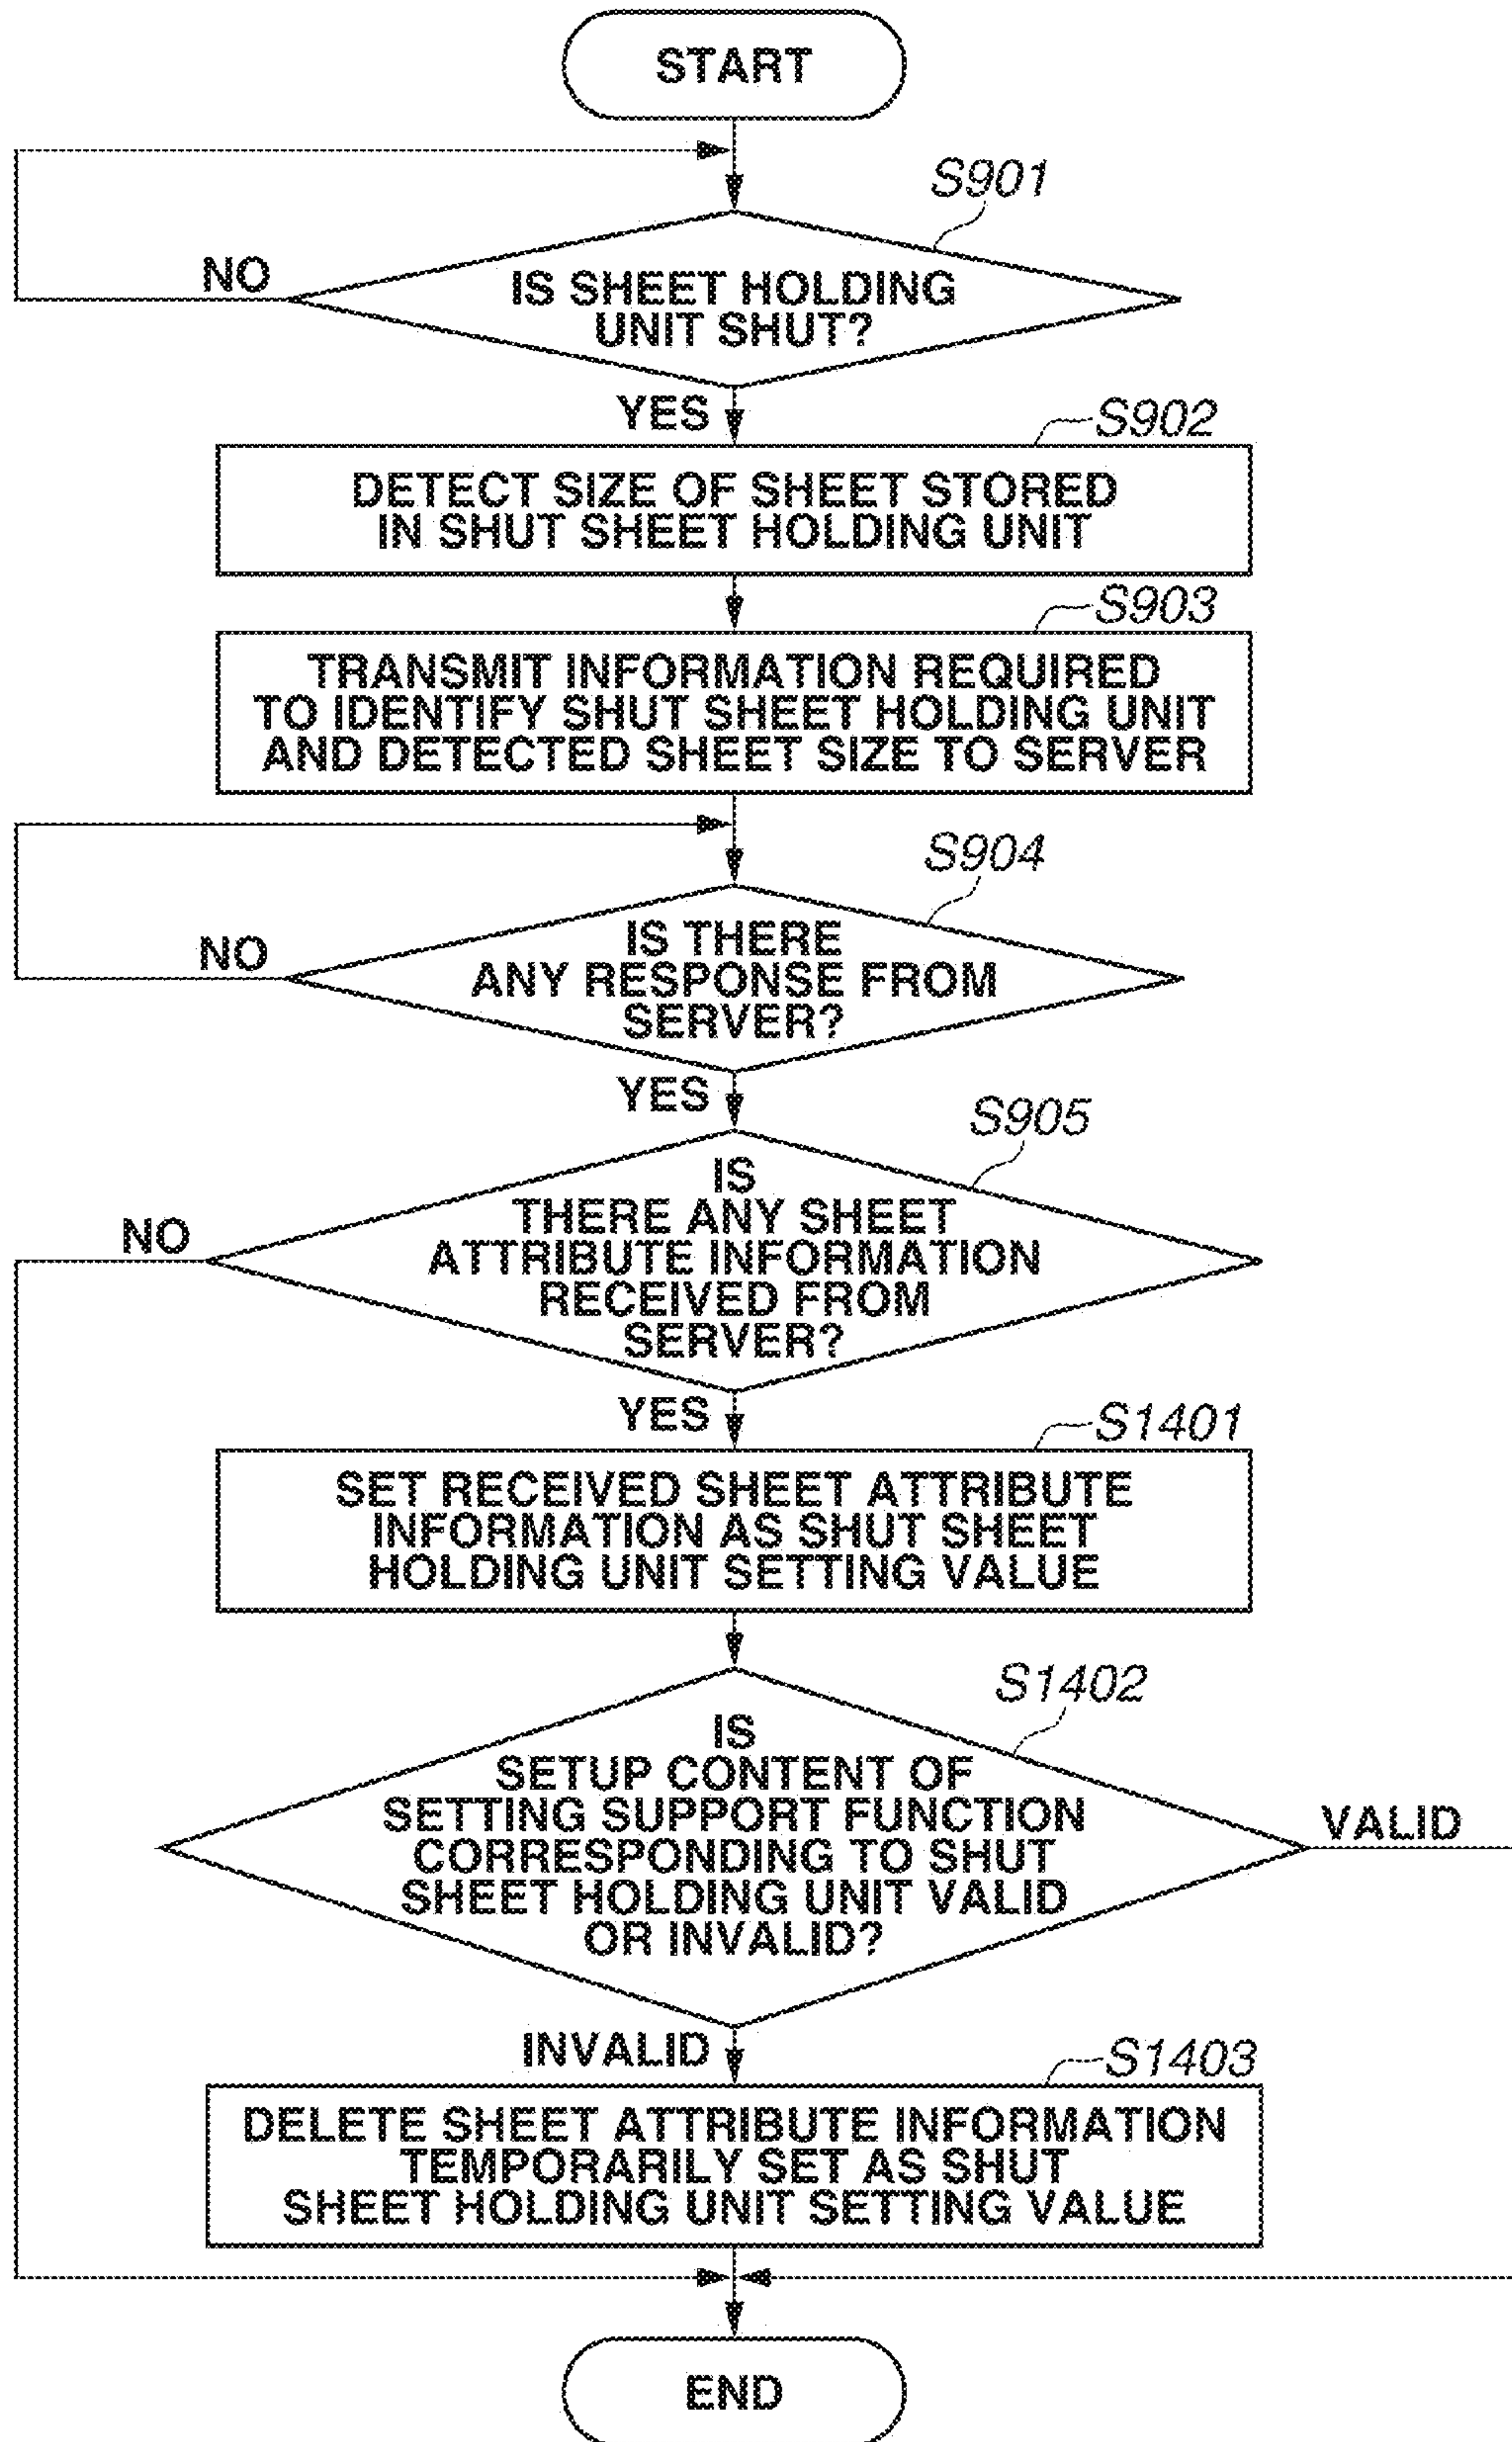 START
S901
NO
IS SHEET HOLDING
UNIT SHUT?
YES
S902
DETECT SIZE OF SHEET STORED
IN SHUT SHEET HOLDING UNIT
S903
TRANSMIT INFORMATION REQUIRED
TO IDENTIFY SHUT SHEET HOLDING UNIT
AND DETECTED SHEET SIZE TO SERVER
S904
NO
IS THERE
ANY RESPONSE FROM
SERVER?
YES
S905
NO
IS
THERE ANY SHEET
ATTRIBUTE INFORMATION
RECEIVED FROM
SERVER?
YES
S1401
SET RECEIVED SHEET ATTRIBUTE
INFORMATION AS SHUT SHEET
HOLDING UNIT SETTING VALUE
S1402
IS
SETUP CONTENT OF
SETTING SUPPORT FUNCTION
CORRESPONDING TO SHUT
SHEET HOLDING UNIT VALID
OR INVALID?
VALID
INVALID
S1403
DELETE SHEET ATTRIBUTE INFORMATION
TEMPORARILY SET AS SHUT
SHEET HOLDING UNIT SETTING VALUE
END